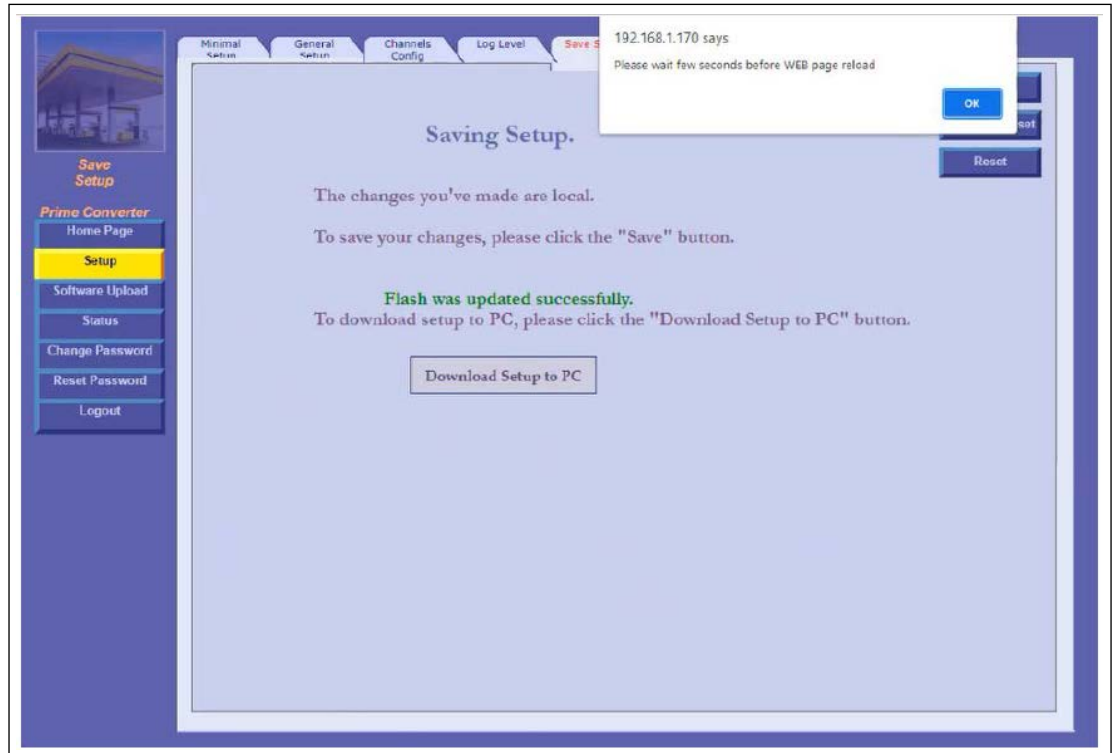 192.168.1.170 says
Please wait few seconds before WEB page reload
OK
Minimal
Setup
General
Setup
Channels
Config
Log Level
Save S
Reset
Save
Setup
Prime Converter
Home Page
Setup
Software Upload
Status
Change Password
Reset Password
Logout
Saving Setup.
The changes you've made are local.
To save your changes, please click the "Save" button.
Flash was updated successfully.
To download setup to PC, please click the "Download Setup to PC" button.
Download Setup to PC